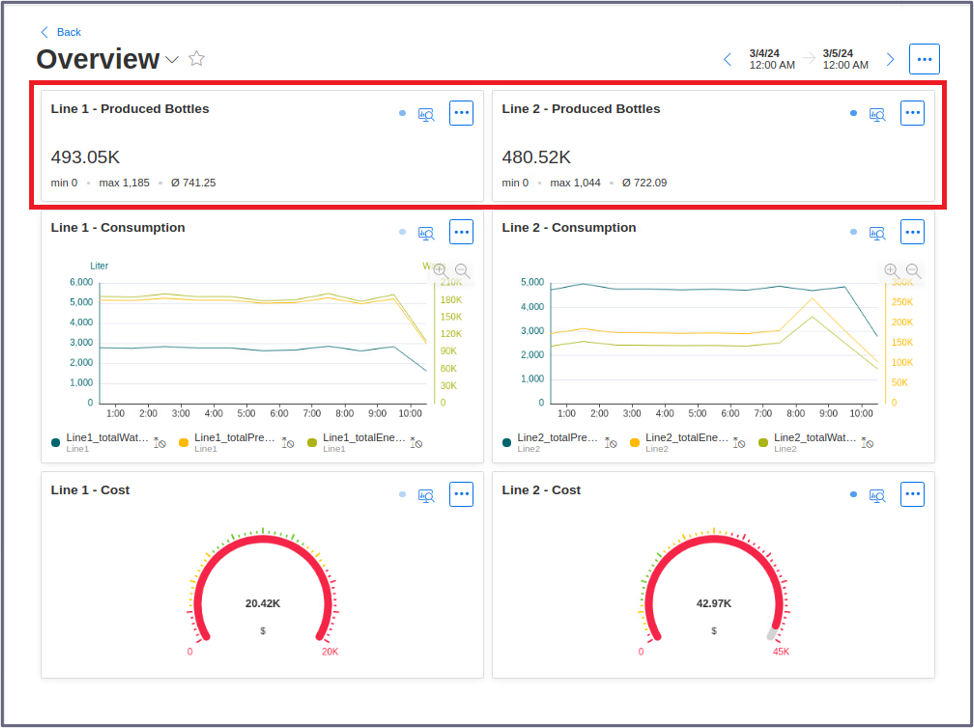 Back
Overview
3/4/24
12:00 AM
3/5/24
12:00 AM
Line 1 - Produced Bottles
493.05K
min 0 • max 1,185 • Ø 741.25
Line 2 - Produced Bottles
480.52K
min 0 • max 1,044 • Ø 722.09
Line 1 - Consumption
Liter
6,000
5,000
4,000
3,000
2,000
1,000
0
210K
180K
150K
120K
90K
60K
30K
0
1:00 2:00 3:00 4:00 5:00 6:00 7:00 8:00 9:00 10:00
Line1_totalWat... Line1_totalPre... Line1_totalEne...
Line1 Line1 Line1
Line 2 - Consumption
5,000
4,000
3,000
2,000
1,000
0
300K
250K
200K
150K
100K
50K
0
1:00 2:00 3:00 4:00 5:00 6:00 7:00 8:00 9:00 10:00
Line2_totalPre... Line2_totalEne... Line2_totalWat...
Line2 Line2 Line2
Line 1 - Cost
20.42K
$
0 20K
Line 2 - Cost
42.97K
$
0 45K